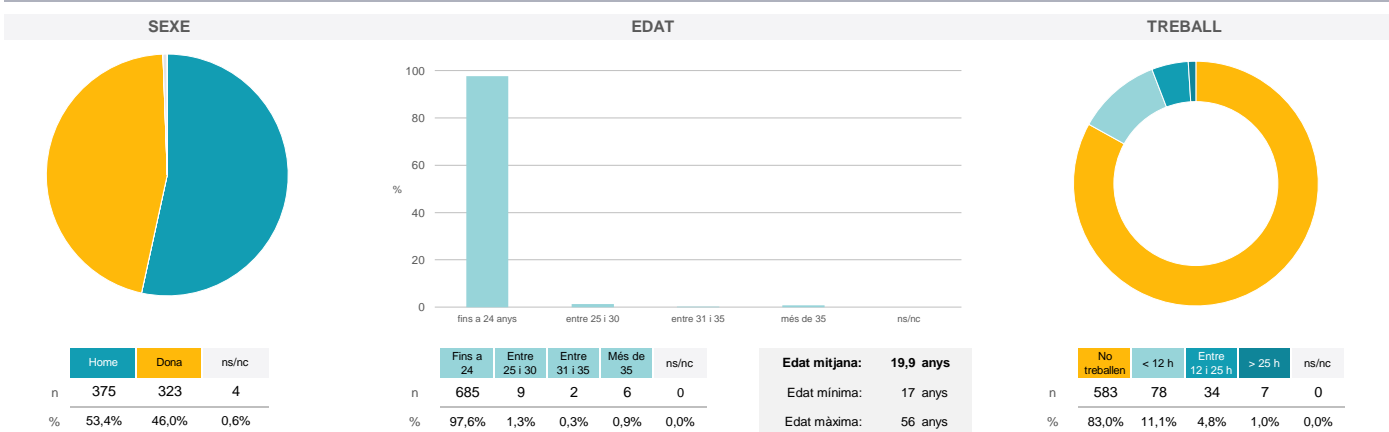 SEXE
EDAT
TREBALL
100
80
60
%
40
20
0
fins a 24 anys
entre 25 i 30
entre 31 i 35
més de 35
ns/nc
Home Dona ns/nc
n 375 323 4
% 53,4% 46,0% 0,6%
Fins a 24 Entre 25 i 30 Entre 31 i 35 Més de 35 ns/nc
n 685 9 2 6 0
% 97,6% 1,3% 0,3% 0,9% 0,0%
Edat mitjana: 19,9 anys
Edat mínima: 17 anys
Edat màxima: 56 anys
No treballen < 12 h Entre 12 i 25 h > 25 h ns/nc
n 583 78 34 7 0
% 83,0% 11,1% 4,8% 1,0% 0,0%